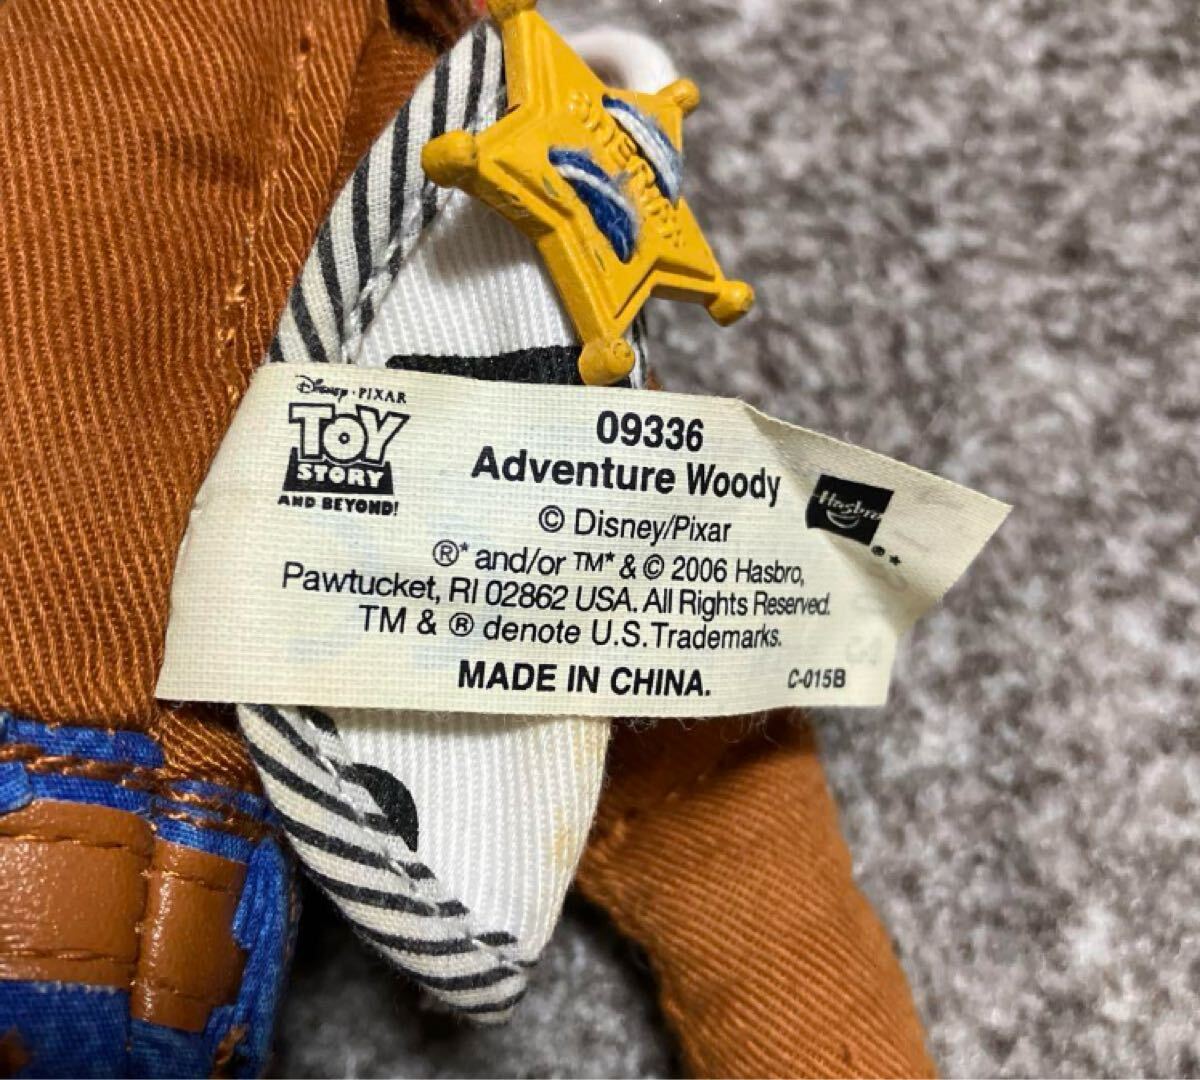 SHERIFF
Disney · PIXAR
TOY
STORY
AND BEYOND!
09336
Adventure Woody
© Disney/Pixar
®* and/or TM* & © 2006 Hasbro,
Pawtucket, RI 02862 USA. All Rights Reserved.
TM & ® denote U.S. Trademarks.
MADE IN CHINA.
C-015B
Hasbro
®*